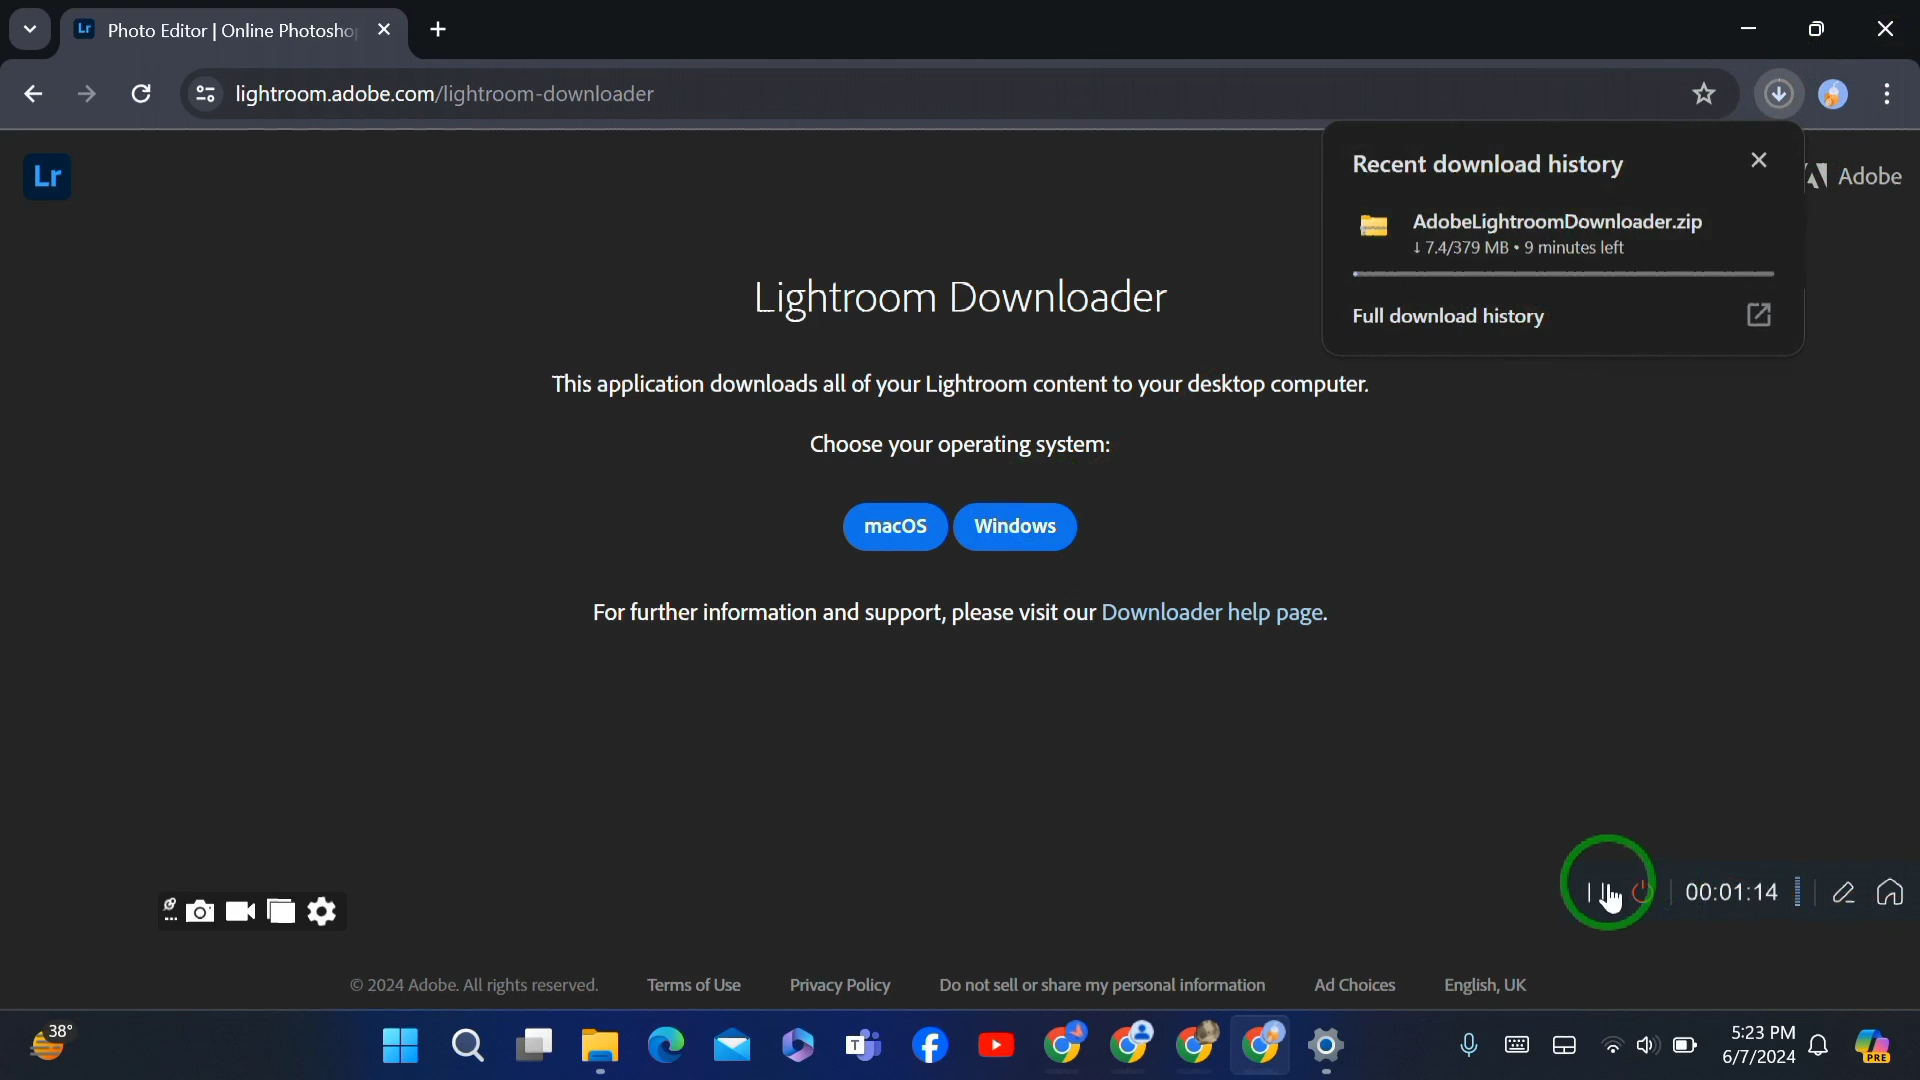 Photo Editor | Online Photosho
lightroom.adobe.com/lightroom-downloader
Lr
Adobe
Recent download history
AdobeLightroomDownloader.zip
↓ 7.4/379 MB • 9 minutes left
Full download history
Lightroom Downloader
This application downloads all of your Lightroom content to your desktop computer.
Choose your operating system:
macOS Windows
For further information and support, please visit our Downloader help page.
00:01:14
© 2024 Adobe. All rights reserved. Terms of Use Privacy Policy Do not sell or share my personal information Ad Choices English, UK
38°
5:23 PM
6/7/2024
PRE